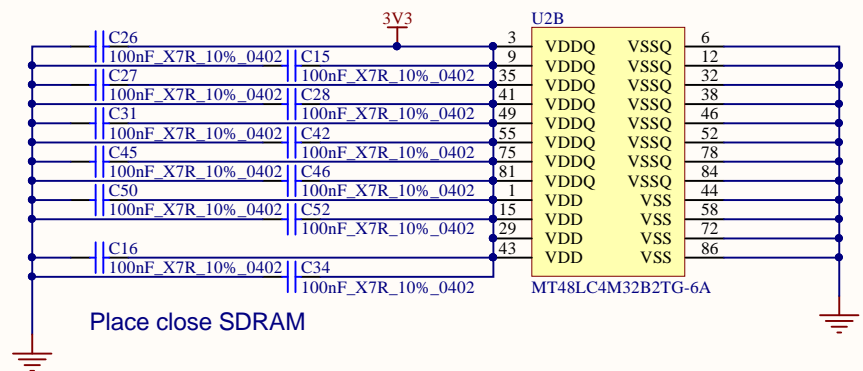 3V3
U2B
C26
100nF_X7R_10%_0402
C15
100nF_X7R_10%_0402
C27
100nF_X7R_10%_0402
C28
100nF_X7R_10%_0402
C31
100nF_X7R_10%_0402
C42
100nF_X7R_10%_0402
C45
100nF_X7R_10%_0402
C46
100nF_X7R_10%_0402
C50
100nF_X7R_10%_0402
C52
100nF_X7R_10%_0402
C16
100nF_X7R_10%_0402
C34
100nF_X7R_10%_0402
3 VDDQ VSSQ 6
9 VDDQ VSSQ 12
35 VDDQ VSSQ 32
41 VDDQ VSSQ 38
49 VDDQ VSSQ 46
55 VDDQ VSSQ 52
75 VDDQ VSSQ 78
81 VDDQ VSSQ 84
1 VDD VSS 44
15 VDD VSS 58
29 VDD VSS 72
43 VDD VSS 86
MT48LC4M32B2TG-6A
Place close SDRAM